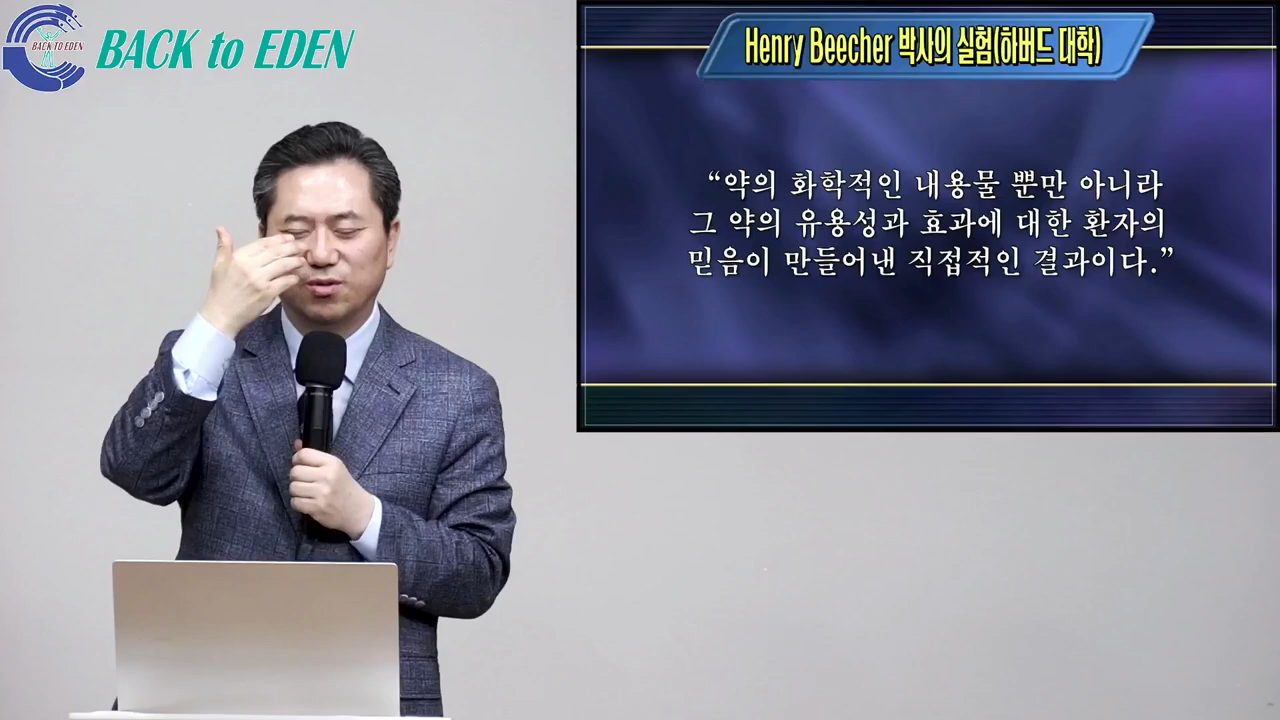 BACK TO EDEN
BACK to EDEN
Henry Beecher 박사의 실험(하버드 대학)
“약의 화학적인 내용물 뿐만 아니라
그 약의 유용성과 효과에 대한 환자의
믿음이 만들어낸 직접적인 결과이다.”